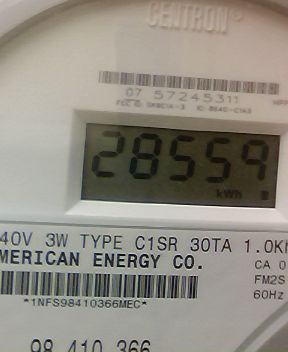 CENTRON®
07 57245311
28559
kWh
40V 3W TYPE C1SR 30TA 1.0Kh
MERICAN ENERGY CO.
CA 0
FM2S
60Hz
*1NFS98410366MEC*
98 410 366